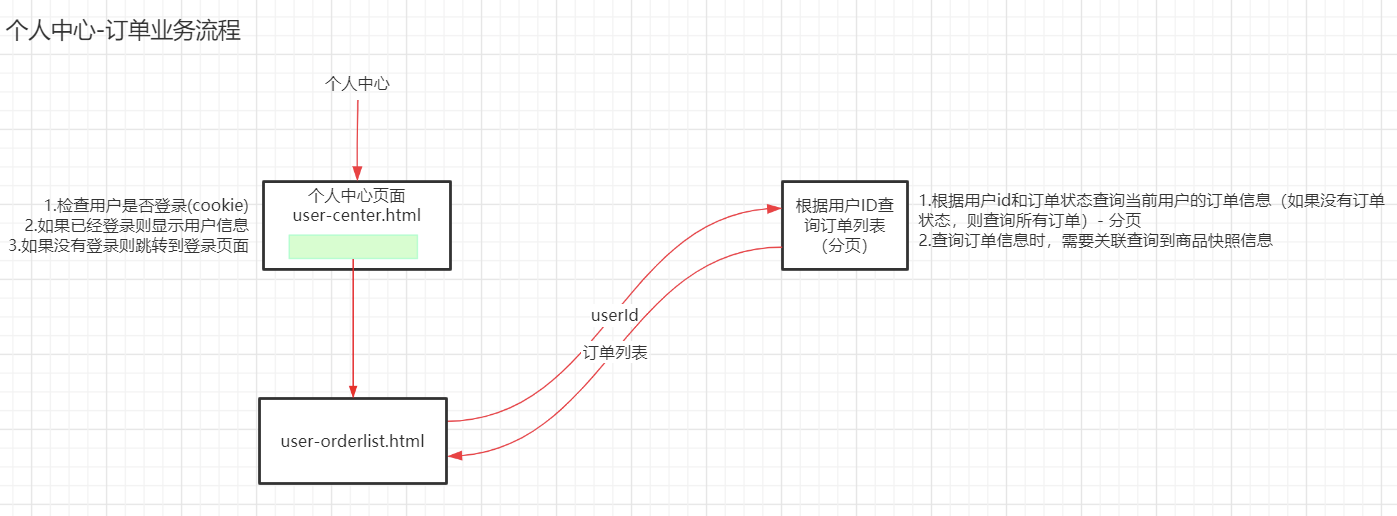 个人中心-订单业务流程
个人中心
1.检查用户是否登录(cookie)
2.如果已经登录则显示用户信息
3.如果没有登录则跳转到登录页面
个人中心页面
user-center.html
根据用户ID查
询订单列表
（分页）
1.根据用户id和订单状态查询当前用户的订单信息（如果没有订单
状态，则查询所有订单）- 分页
2.查询订单信息时，需要关联查询到商品快照信息
userId
订单列表
user-orderlist.html